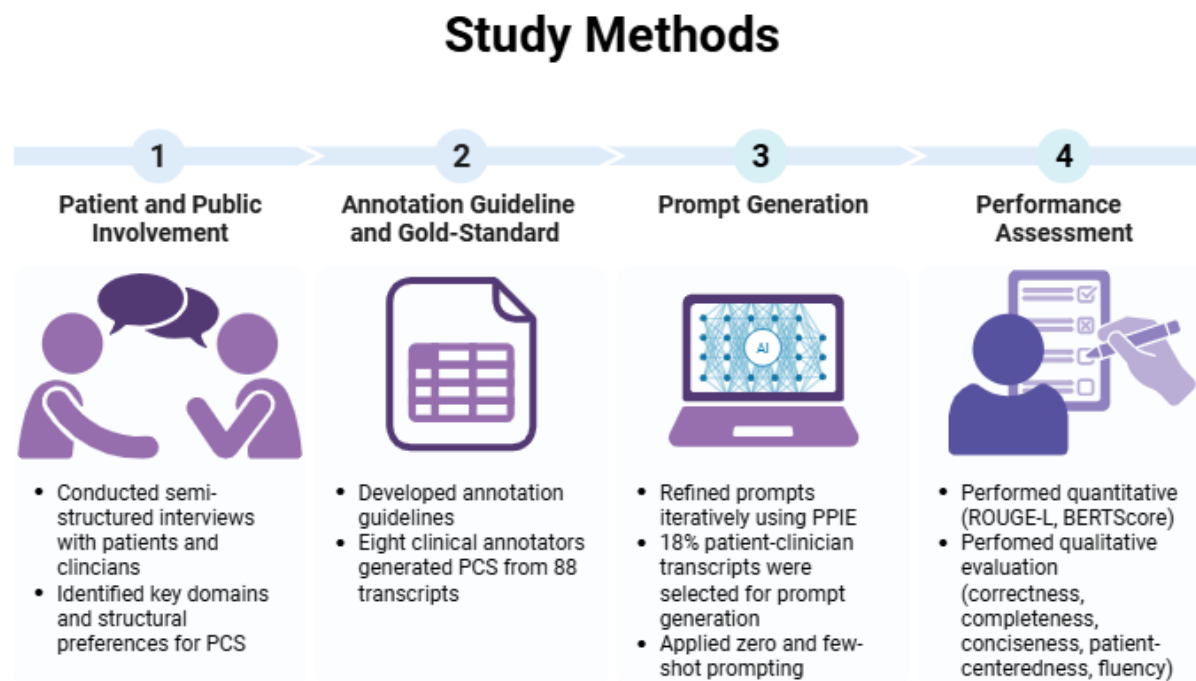 Study Methods
1
Patient and Public
Involvement
• Conducted semi-
structured interviews
with patients and
clincians
• Identified key domains
and structural
preferences for PCS
2
Annotation Guideline
and Gold-Standard
• Developed annotation
guidelines
• Eight clinical annotators
generated PCS from 88
transcripts
3
Prompt Generation
AI
• Refined prompts
iteratively using PPIE
• 18% patient-clinician
transcripts were
selected for prompt
generation
• Applied zero and few-
shot prompting
4
Performance
Assessment
• Performed quantitative
(ROUGE-L, BERTScore)
• Perfomed qualitative
evaluation
(correctness,
completeness,
conciseness, patient-
centeredness, fluency)